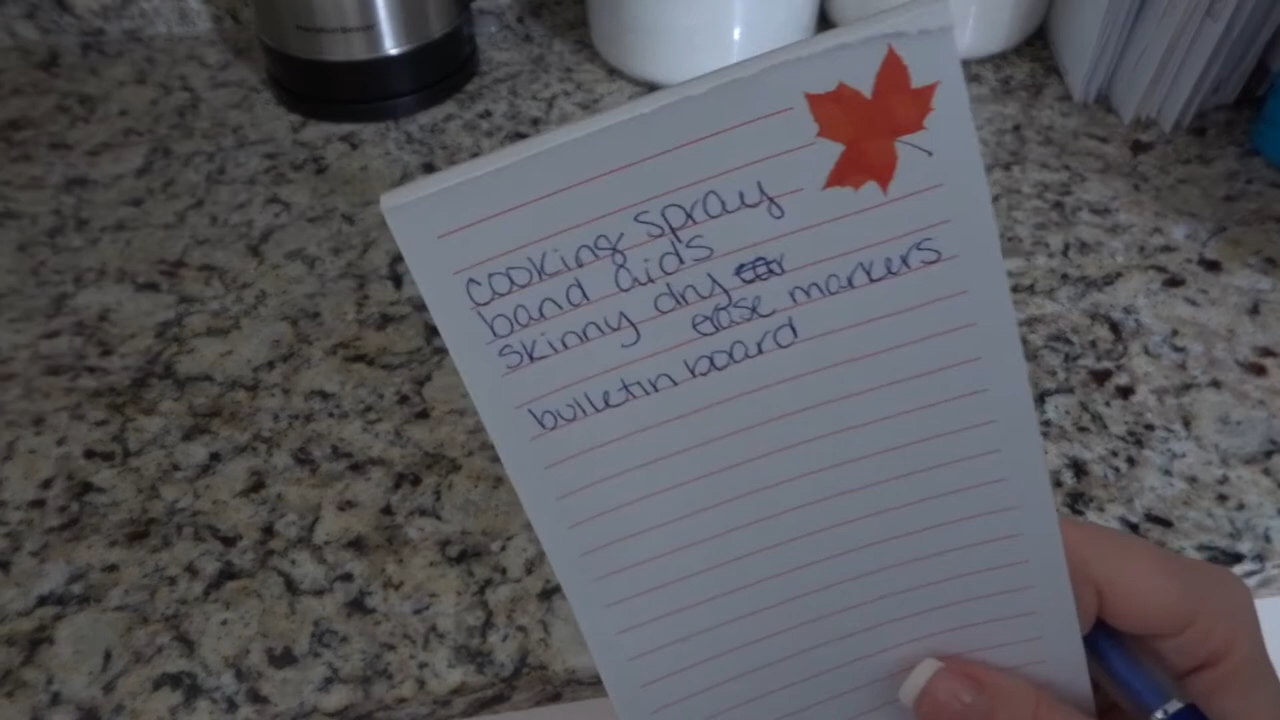 cooking spray
band aids
skinny dry
erase markers
bulletin board